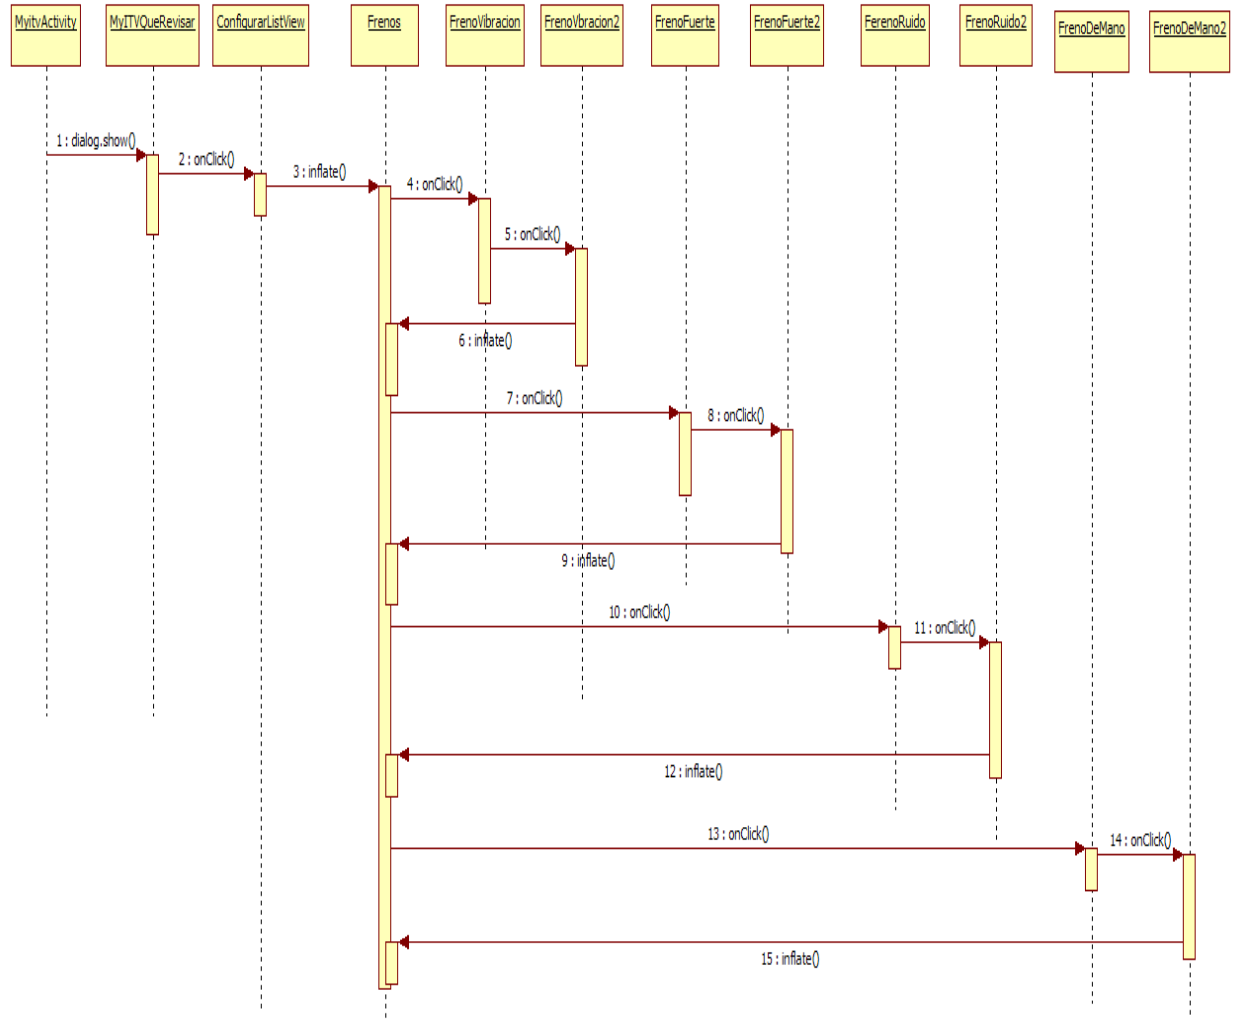 MyitvActivity
MyITVQueRevisar
ConfigurarListView
Frenos
FrenoVibracion
FrenoVbracion2
FrenoFuerte
FrenoFuerte2
FerenoRuido
FrenoRuido2
FrenoDeMano
FrenoDeMano2
1 : dialog.show()
2 : onClick()
3 : inflate()
4 : onClick()
5 : onClick()
6 : inflate()
7 : onClick()
8 : onClick()
9 : inflate()
10 : onClick()
11 : onClick()
12 : inflate()
13 : onClick()
14 : onClick()
15 : inflate()